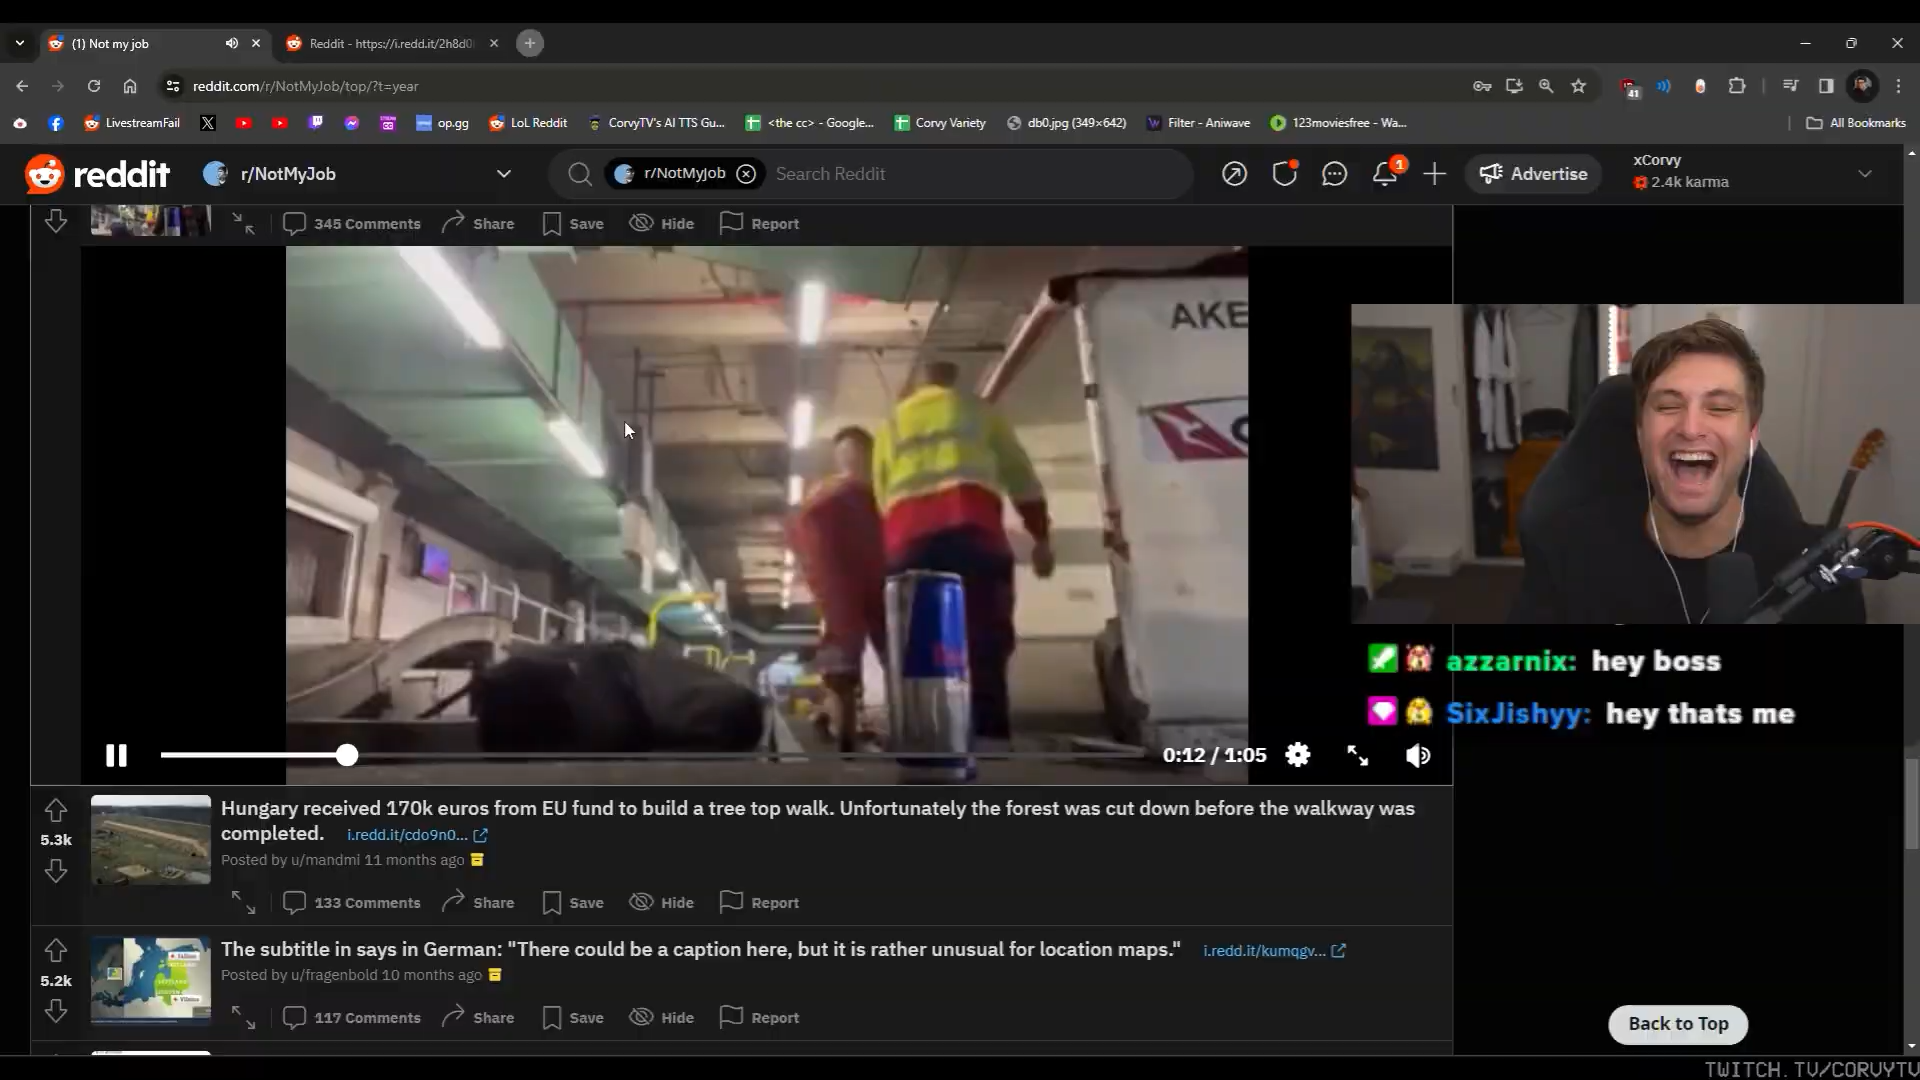 (1) Not my job
Reddit - https://i.redd.it/2h8d0
reddit.com/r/NotMyJob/top/?t=year
41
LivestreamFail
op.gg
LoL Reddit
CorvyTV's AI TTS Gu...
<the cc> - Google...
Corvy Variety
db0.jpg (349×642)
Filter - Aniwave
123moviesfree - Wa...
All Bookmarks
reddit
r/NotMyJob
r/NotMyJob
Search Reddit
1
Advertise
xCorvy
2.4k karma
345 Comments
Share
Save
Hide
Report
AKE
azzarnix: hey boss
SixJishyy: hey thats me
0:12 / 1:05
5.3k
Hungary received 170k euros from EU fund to build a tree top walk. Unfortunately the forest was cut down before the walkway was
completed. i.redd.it/cdo9n0...
Posted by u/mandmi 11 months ago
133 Comments
Share
Save
Hide
Report
5.2k
The subtitle in says in German: "There could be a caption here, but it is rather unusual for location maps." i.redd.it/kumqgv...
Posted by u/fragenbold 10 months ago
117 Comments
Share
Save
Hide
Report
Back to Top
TWITCH.TV/CORVYTV